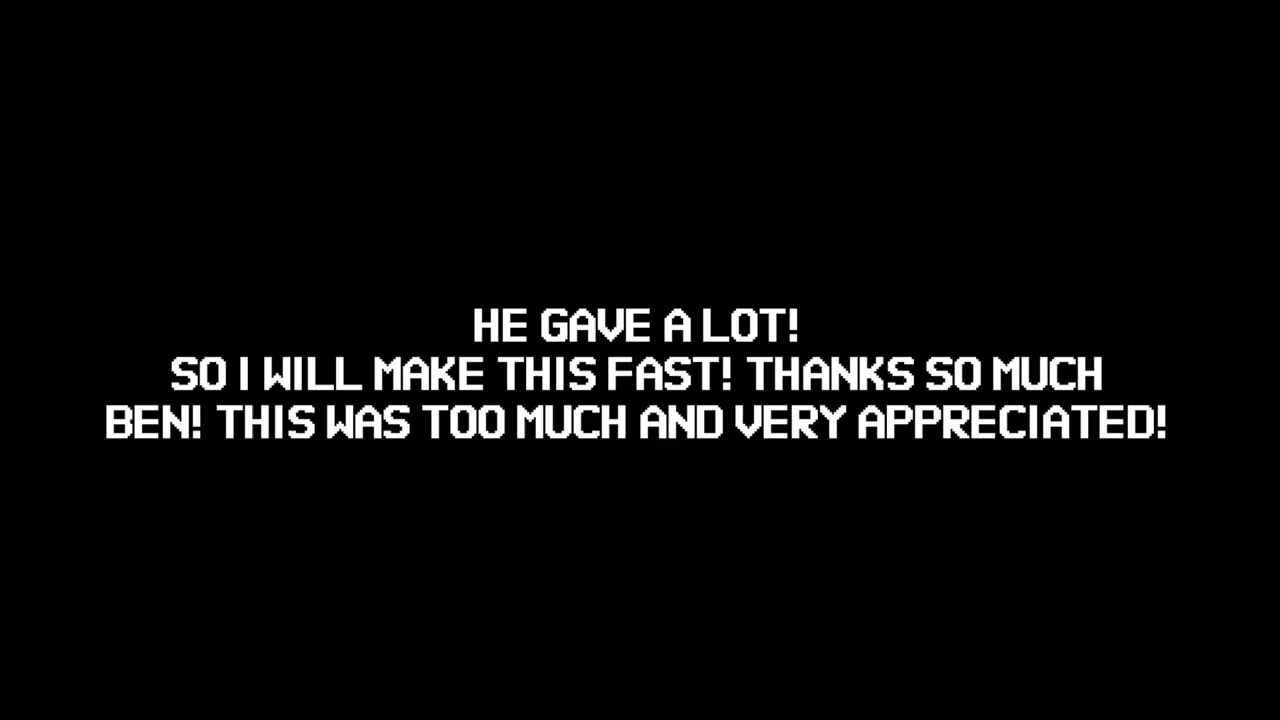 HE GAVE A LOT!
SO I WILL MAKE THIS FAST! THANKS SO MUCH
BEN! THIS WAS TOO MUCH AND VERY APPRECIATED!